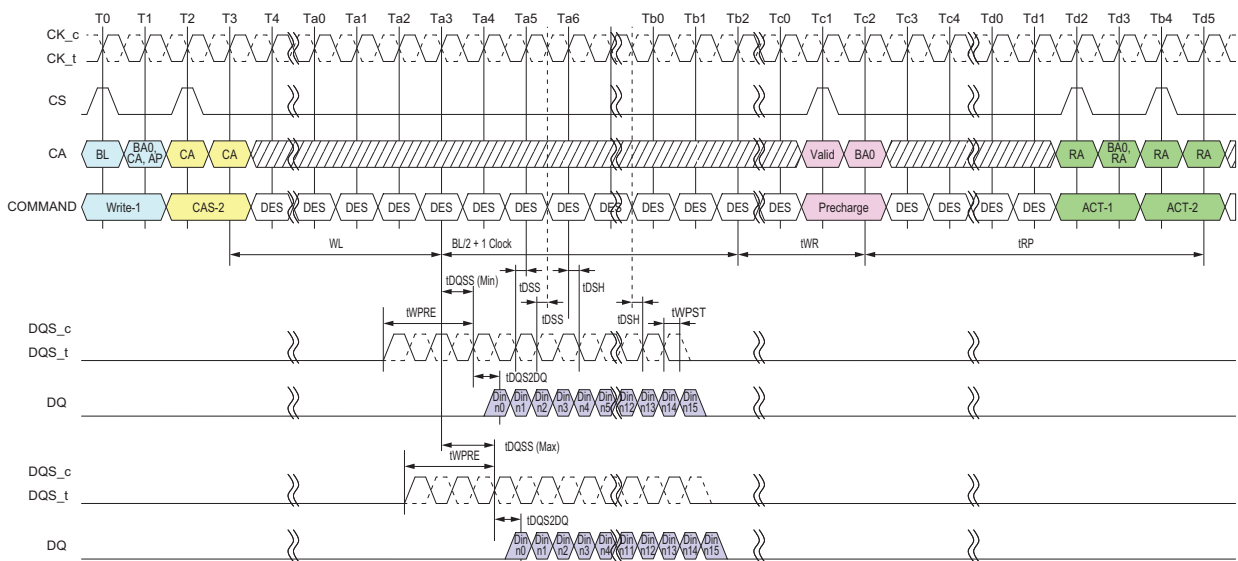 T0 T1 T2 T3 T4 Ta0 Ta1 Ta2 Ta3 Ta4 Ta5 Ta6 Tb0 Tb1 Tb2 Tc0 Tc1 Tc2 Tc3 Tc4 Td0 Td1 Td2 Td3 Tb4 Td5
CK_c
CK_t
CS
CA BL BA0, CA, AP CA CA Valid BA0 RA BA0, RA RA RA
COMMAND Write-1 CAS-2 DES DES DES DES DES DES DES DES DES DES DES DES DES Precharge DES DES DES DES ACT-1 ACT-2
WL BL/2 + 1 Clock tWR tRP
tDQSS (Min) tDSS tDSH
tWPRE tDSS tDSH tWPST
DQS_c
DQS_t
tDQS2DQ
DQ Din n0 Din n1 Din n2 Din n3 Din n4 Din n5 Din n12 Din n13 Din n14 Din n15
tDQSS (Max)
tWPRE
DQS_c
DQS_t
tDQS2DQ
DQ Din n0 Din n1 Din n2 Din n3 Din n4 Din n11 Din n12 Din n13 Din n14 Din n15